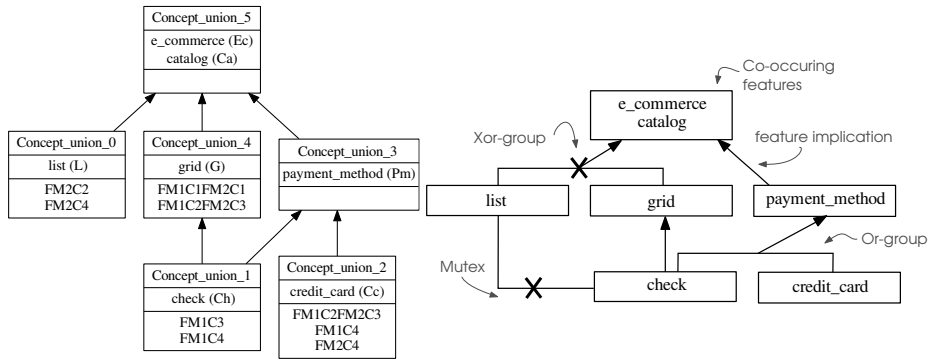 Concept_union_5
e_commerce (Ec)
catalog (Ca)
Concept_union_0
list (L)
FM2C2
FM2C4
Concept_union_4
grid (G)
FM1C1FM2C1
FM1C2FM2C3
Concept_union_3
payment_method (Pm)
Concept_union_1
check (Ch)
FM1C3
FM1C4
Concept_union_2
credit_card (Cc)
FM1C2FM2C3
FM1C4
FM2C4
Co-occuring
features
e_commerce
catalog
Xor-group
feature implication
list
grid
payment_method
Or-group
Mutex
check
credit_card